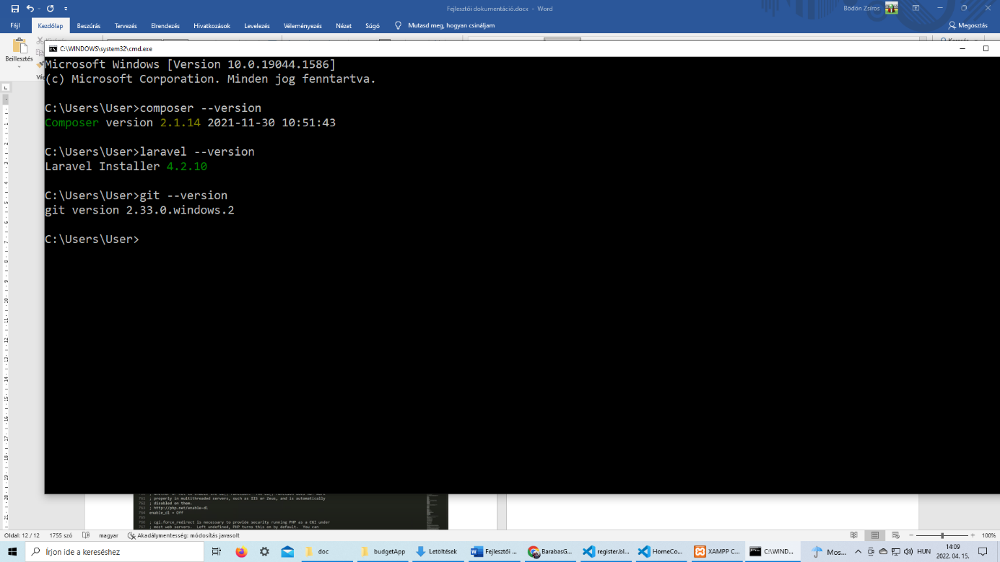 Fejlesztői dokumentáció.docx - Word
Bödön Zsíros
Fájl Kezdőlap Beszúrás Tervezés Elrendezés Hivatkozások Levelezés Véleményezés Nézet Súgó Mutasd meg, hogyan csináljam Megosztás
Beillesztés
C:\WINDOWS\system32\cmd.exe
Microsoft Windows [Version 10.0.19044.1586]
(c) Microsoft Corporation. Minden jog fenntartva.
C:\Users\User>composer --version
Composer version 2.1.14 2021-11-30 10:51:43
C:\Users\User>laravel --version
Laravel Installer 4.2.10
C:\Users\User>git --version
git version 2.33.0.windows.2
C:\Users\User>
761 ; properly in multithreaded servers, such as IIS or Zeus, and is automatically
762 ; disabled on them.
763 ; http://php.net/enable-dl
764 enable_dl = Off
765
766 ; cgi.force_redirect is necessary to provide security running PHP as a CGI under
767 ; most web servers. Left undefined, PHP turns this on by default. You can
Oldal: 12 / 12 1755 szó magyar Akadálymentesség: módosítás javasolt 100%
Írjon ide a kereséshez
doc
budgetApp
Letöltések
Fejlesztői ...
BarabasG...
register.bl...
HomeCo...
XAMPP C...
C:\WIND...
Mos...
HUN
14:09
2022. 04. 15.